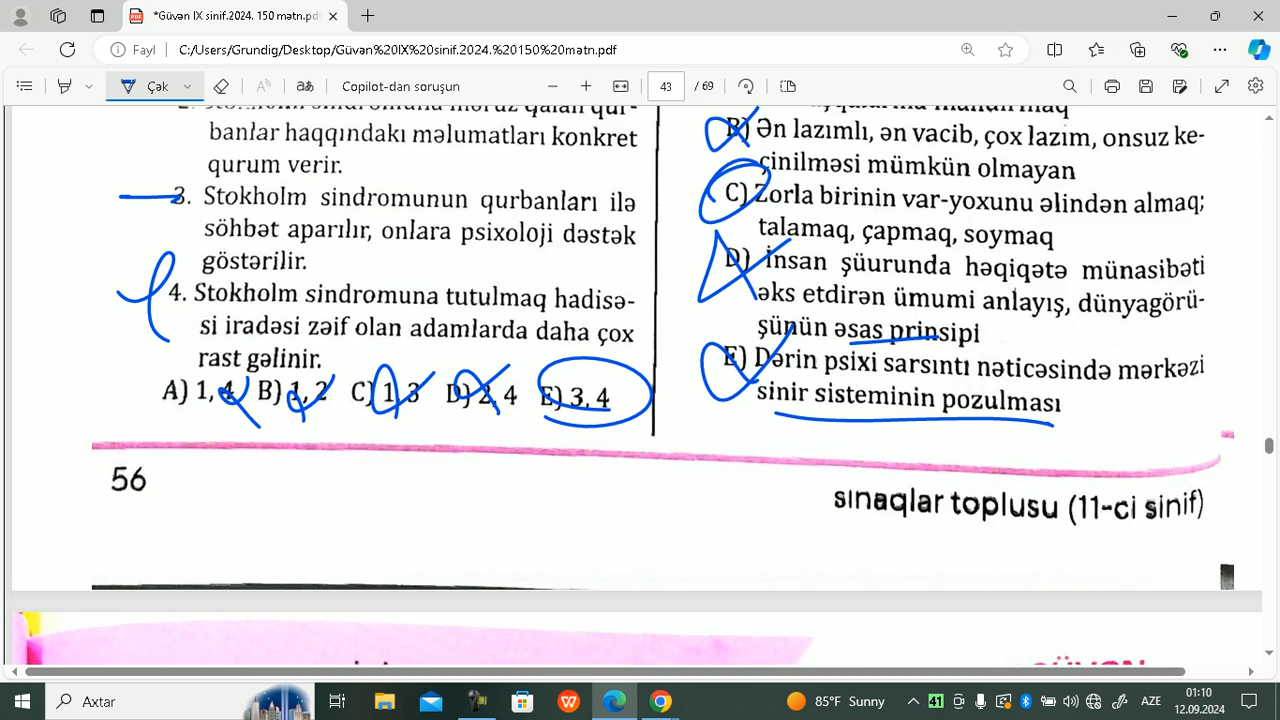 *Güvən IX sinif.2024. 150 mətn.pdf
Fayl
C:/Users/Grundig/Desktop/Güvən%20IX%20sinif.2024.%20150%20mətn.pdf
Çək
Copilot-dan soruşun
43 / 69
banlar haqqındakı məlumatları konkret
qurum verir.
3. Stokholm sindromunun qurbanları ilə
söhbət aparılır, onlara psixoloji dəstək
göstərilir.
4. Stokholm sindromuna tutulmaq hadisə-
si iradəsi zəif olan adamlarda daha çox
rast gəlinir.
A) 1, 4 B) 1, 2 C) 1, 3 D) 2, 4 E) 3, 4
B) Ən lazımlı, ən vacib, çox lazım, onsuz ke-
çinilməsi mümkün olmayan
C) Zorla birinin var-yoxunu əlindən almaq;
talamaq, çapmaq, soymaq
D) İnsan şüurunda həqiqətə münasibəti
əks etdirən ümumi anlayış, dünyagörü-
şünün əsas prinsipi
E) Dərin psixi sarsıntı nəticəsində mərkəzi
sinir sisteminin pozulması
56
sınaqlar toplusu (11-ci sinif)
Axtar
85°F Sunny
41
AZE
01:10
12.09.2024